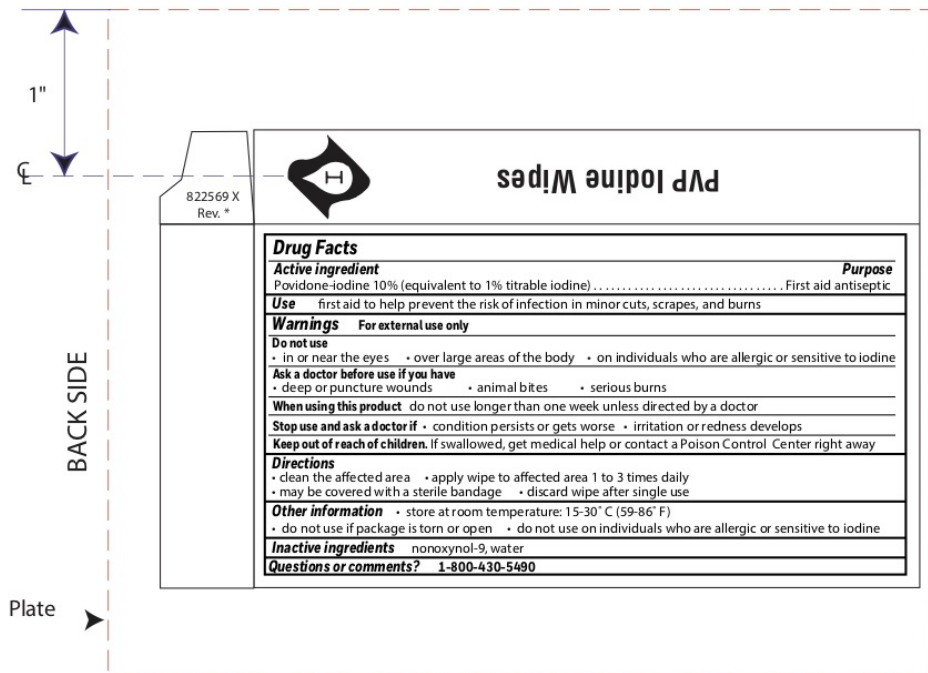 1"
℄
822569 X
Rev. *
H
PVP Iodine Wipes
Drug Facts
Active ingredient Purpose
Povidone-iodine 10% (equivalent to 1% titrable iodine) . . . . . . . . . . . . . . . . . . . . . . . . . . . . . . . . First aid antiseptic
Use first aid to help prevent the risk of infection in minor cuts, scrapes, and burns
Warnings For external use only
Do not use
• in or near the eyes • over large areas of the body • on individuals who are allergic or sensitive to iodine
Ask a doctor before use if you have
• deep or puncture wounds • animal bites • serious burns
When using this product do not use longer than one week unless directed by a doctor
Stop use and ask a doctor if • condition persists or gets worse • irritation or redness develops
Keep out of reach of children. If swallowed, get medical help or contact a Poison Control Center right away
Directions
• clean the affected area • apply wipe to affected area 1 to 3 times daily
• may be covered with a sterile bandage • discard wipe after single use
Other information • store at room temperature: 15-30° C (59-86° F)
• do not use if package is torn or open • do not use on individuals who are allergic or sensitive to iodine
Inactive ingredients nonoxynol-9, water
Questions or comments? 1-800-430-5490
BACK SIDE
Plate